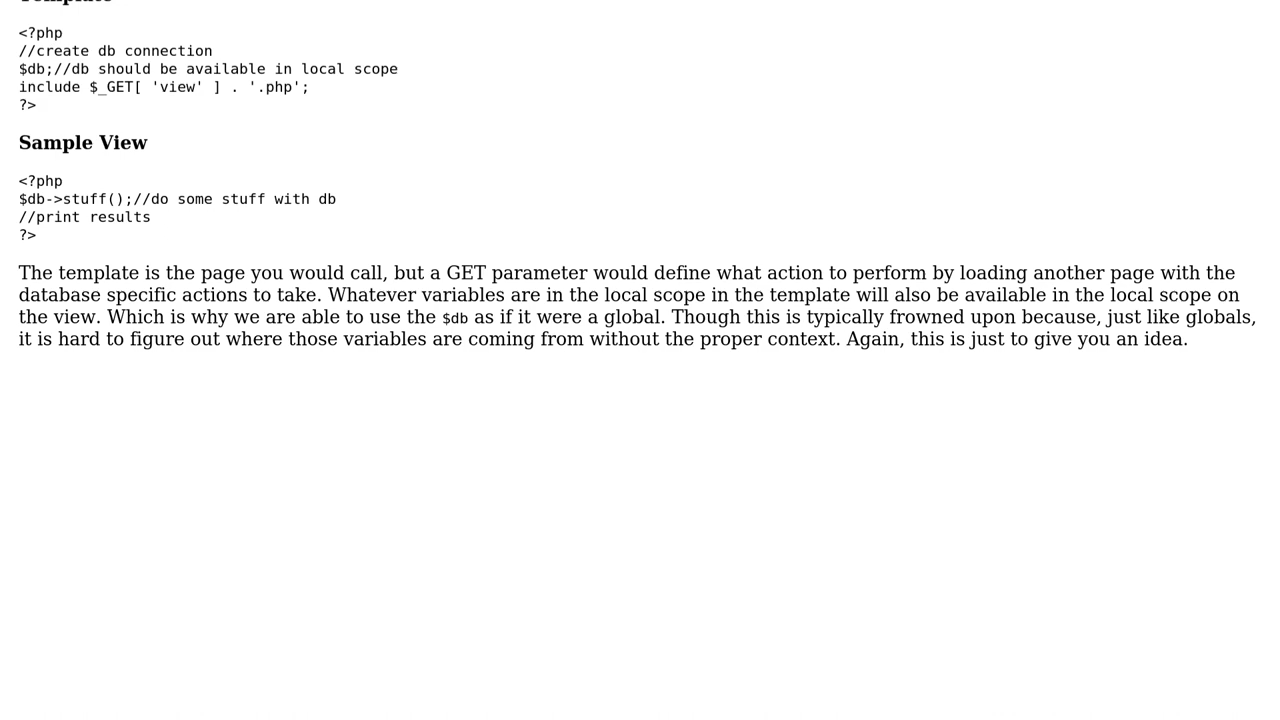 <?php
//create db connection
$db;//db should be available in local scope
include $_GET[ 'view' ] . '.php';
?>
Sample View
<?php
$db->stuff();//do some stuff with db
//print results
?>
The template is the page you would call, but a GET parameter would define what action to perform by loading another page with the
database specific actions to take. Whatever variables are in the local scope in the template will also be available in the local scope on
the view. Which is why we are able to use the $db as if it were a global. Though this is typically frowned upon because, just like globals,
it is hard to figure out where those variables are coming from without the proper context. Again, this is just to give you an idea.